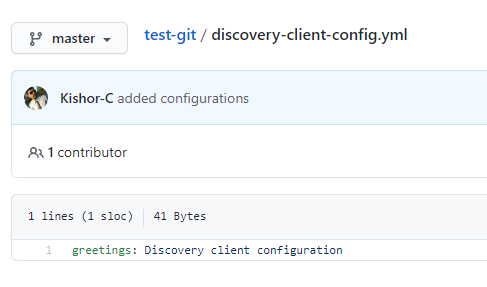 master test-git / discovery-client-config.yml
Kishor-C added configurations
1 contributor
1 lines (1 sloc) 41 Bytes
1 greetings: Discovery client configuration